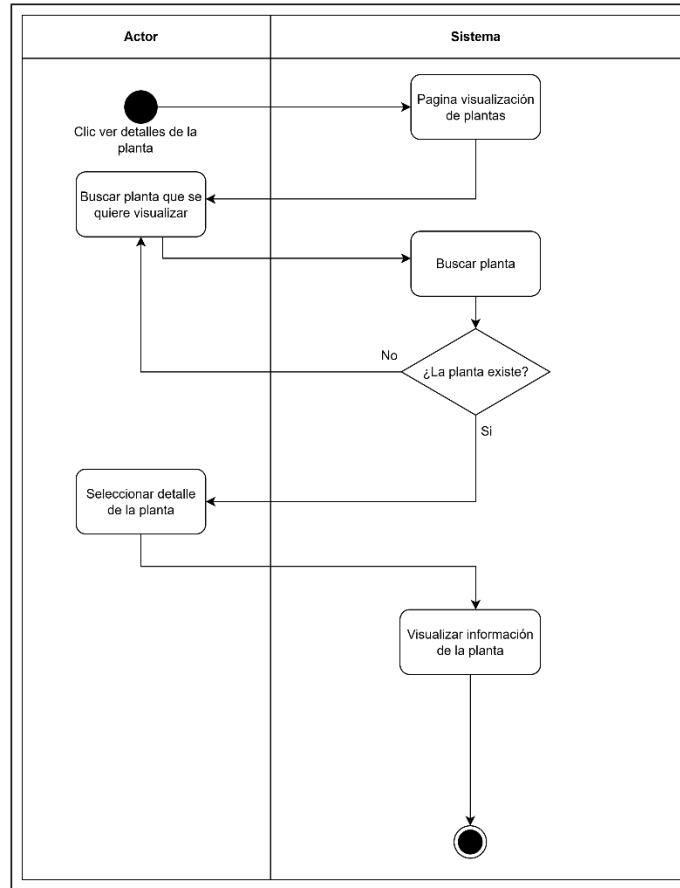 Actor
Sistema
Pagina visualización
de plantas
Clic ver detalles de la
planta
Buscar planta que se
quiere visualizar
Buscar planta
No
¿La planta existe?
Si
Seleccionar detalle
de la planta
Visualizar información
de la planta